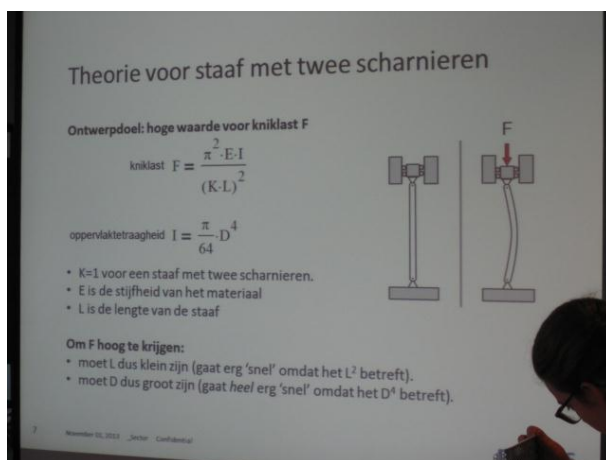 Theorie voor staaf met twee scharnieren
Ontwerpdoel: hoge waarde voor kniklast F
kniklast F = π²·E·I / (K·L)²
oppervlaktetraagheid I = π/64 · D⁴
• K=1 voor een staaf met twee scharnieren.
• E is de stijfheid van het materiaal
• L is de lengte van de staaf
Om F hoog te krijgen:
• moet L dus klein zijn (gaat erg ‘snel’ omdat het L² betreft).
• moet D dus groot zijn (gaat heel erg ‘snel’ omdat het D⁴ betreft).
F
7
Confidential